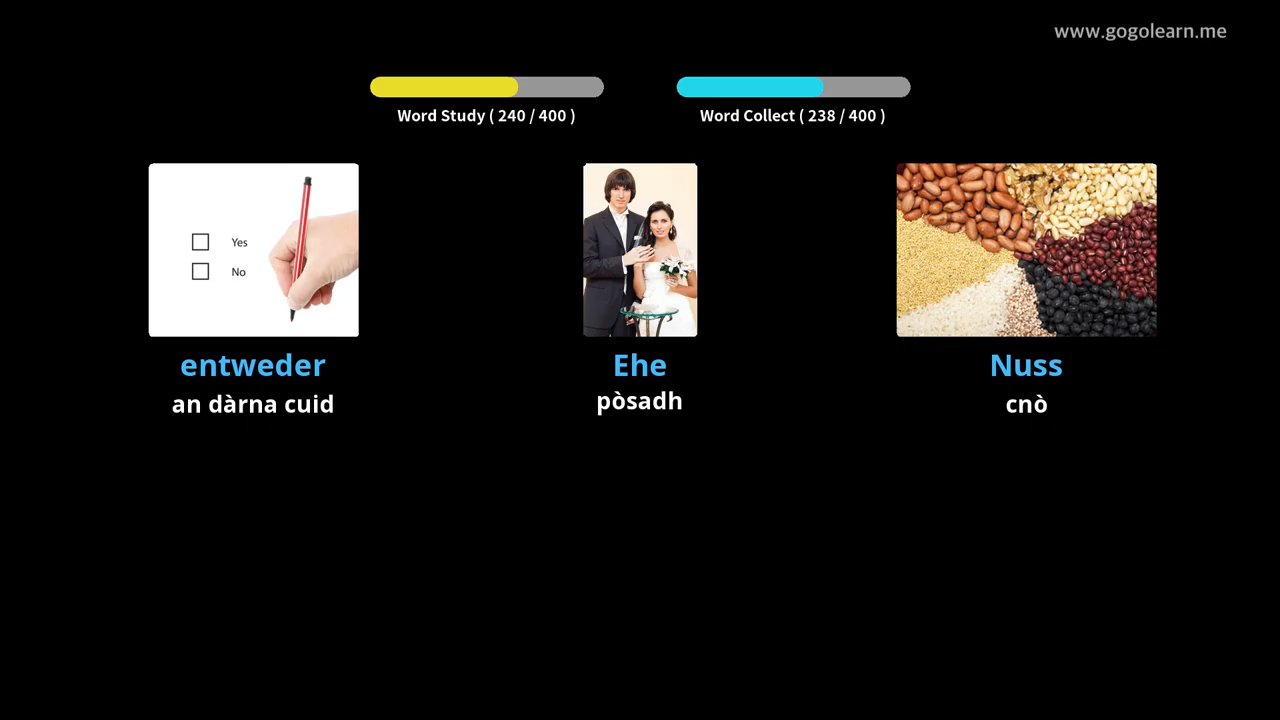 www.gogolearn.me
Word Study ( 240 / 400 )
Word Collect ( 238 / 400 )
Yes
No
entweder
Ehe
Nuss
an dàrna cuid
pòsadh
cnò